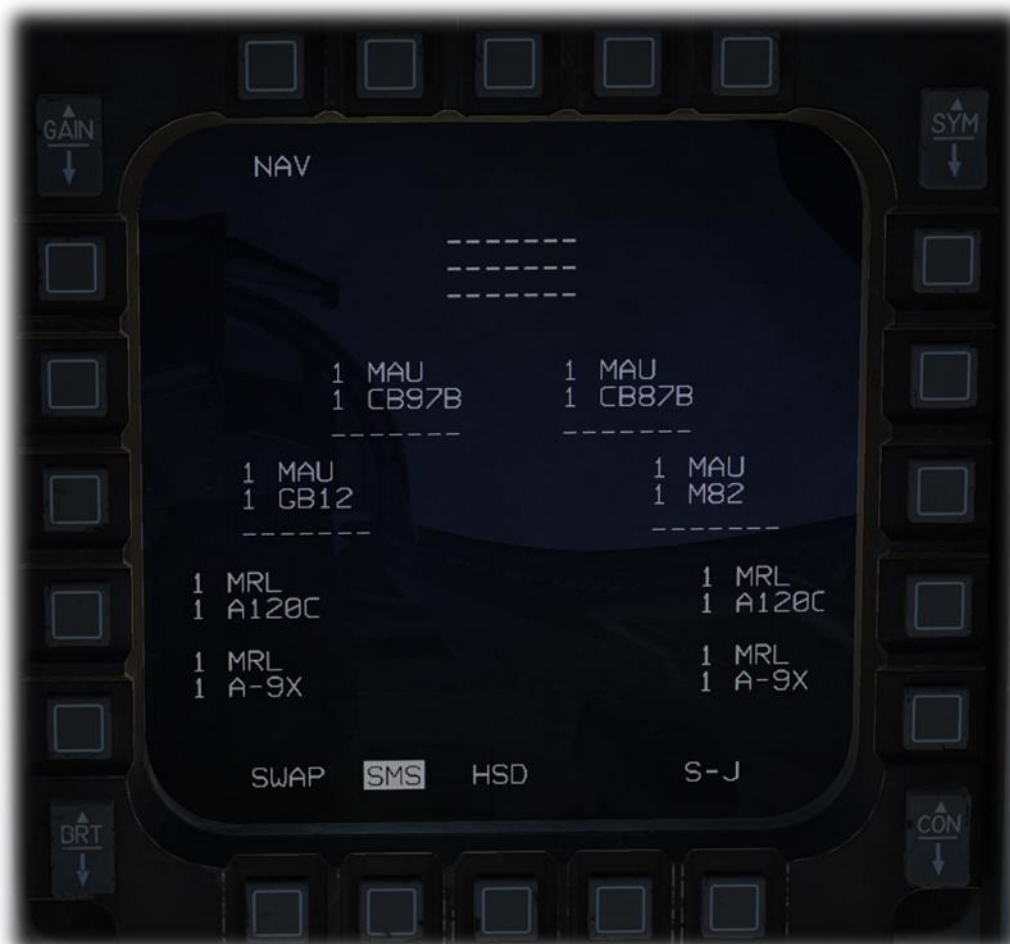 GAIN
SYM
NAV
-------
-------
-------
1 MAU
1 CB97B
-------
1 MAU
1 CB87B
-------
1 MAU
1 GB12
-------
1 MAU
1 M82
-------
1 MRL
1 A120C
1 MRL
1 A120C
1 MRL
1 A-9X
1 MRL
1 A-9X
SWAP SMS HSD S-J
BRT
CON